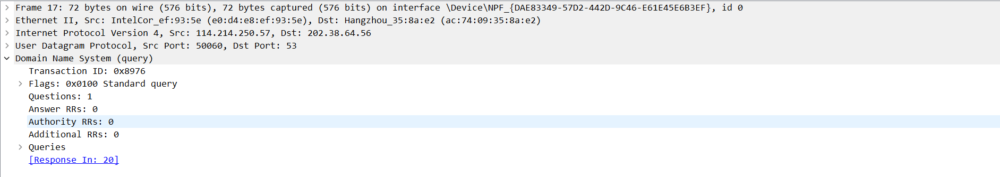 Frame 17: 72 bytes on wire (576 bits), 72 bytes captured (576 bits) on interface \Device\NPF_{DAE83349-57D2-442D-9C46-E61E45E6B3EF}, id 0
Ethernet II, Src: IntelCor_ef:93:5e (e0:d4:e8:ef:93:5e), Dst: Hangzhou_35:8a:e2 (ac:74:09:35:8a:e2)
Internet Protocol Version 4, Src: 114.214.250.57, Dst: 202.38.64.56
User Datagram Protocol, Src Port: 50060, Dst Port: 53
Domain Name System (query)
Transaction ID: 0x8976
Flags: 0x0100 Standard query
Questions: 1
Answer RRs: 0
Authority RRs: 0
Additional RRs: 0
Queries
[Response In: 20]